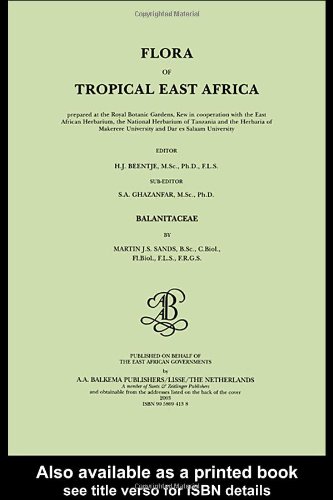 FLORA
OF
TROPICAL EAST AFRICA
prepared at the Royal Botanic Gardens, Kew in cooperation with the East
African Herbarium, the National Herbarium of Tanzania and the Herbaria of
Makerere University and Dar es Salaam University
EDITOR
H.J. BEENTJE, M.Sc., Ph.D., F.L.S.
SUB-EDITOR
S.A. GHAZANFAR, M.Sc., Ph.D.
BALANITACEAE
BY
MARTIN J.S. SANDS, B.Sc., C.Biol.,
FI.Biol., F.L.S., F.R.G.S.
PUBLISHED ON BEHALF OF
THE EAST AFRICAN GOVERNMENTS
by
A.A. BALKEMA PUBLISHERS/LISSE/THE NETHERLANDS
A member of Swets & Zeitlinger Publishers
and obtainable from the addresses listed on the back of the cover
2003
ISBN 90 5809 413 8
Also available as a printed book
see title verso for ISBN details